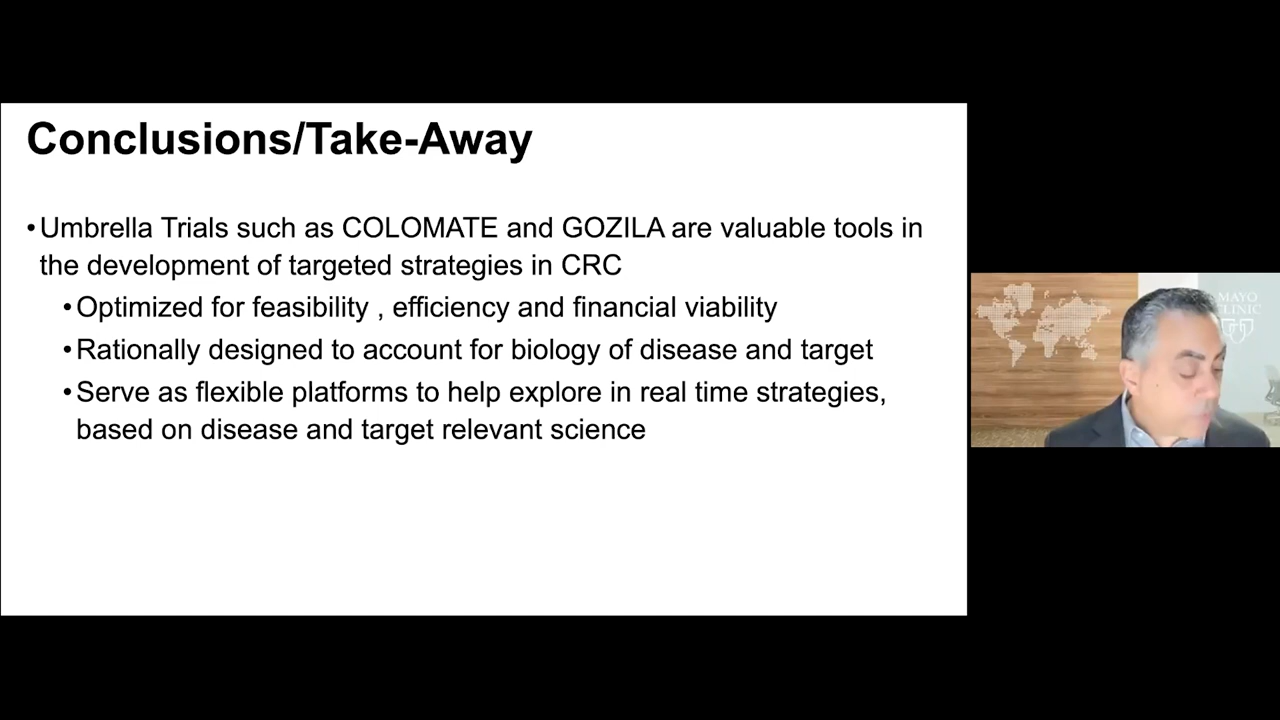 Conclusions/Take-Away
•Umbrella Trials such as COLOMATE and GOZILA are valuable tools in
the development of targeted strategies in CRC
•Optimized for feasibility , efficiency and financial viability
•Rationally designed to account for biology of disease and target
•Serve as flexible platforms to help explore in real time strategies,
based on disease and target relevant science
MAYO
CLINIC